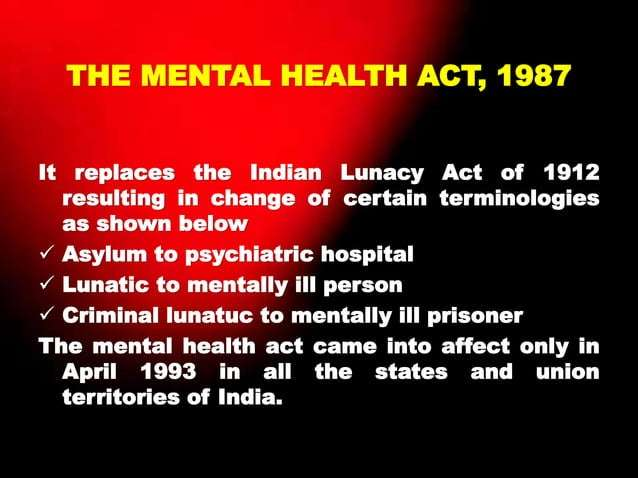 THE MENTAL HEALTH ACT, 1987
It replaces the Indian Lunacy Act of 1912
resulting in change of certain terminologies
as shown below
✓ Asylum to psychiatric hospital
✓ Lunatic to mentally ill person
✓ Criminal lunatuc to mentally ill prisoner
The mental health act came into affect only in
April 1993 in all the states and union
territories of India.